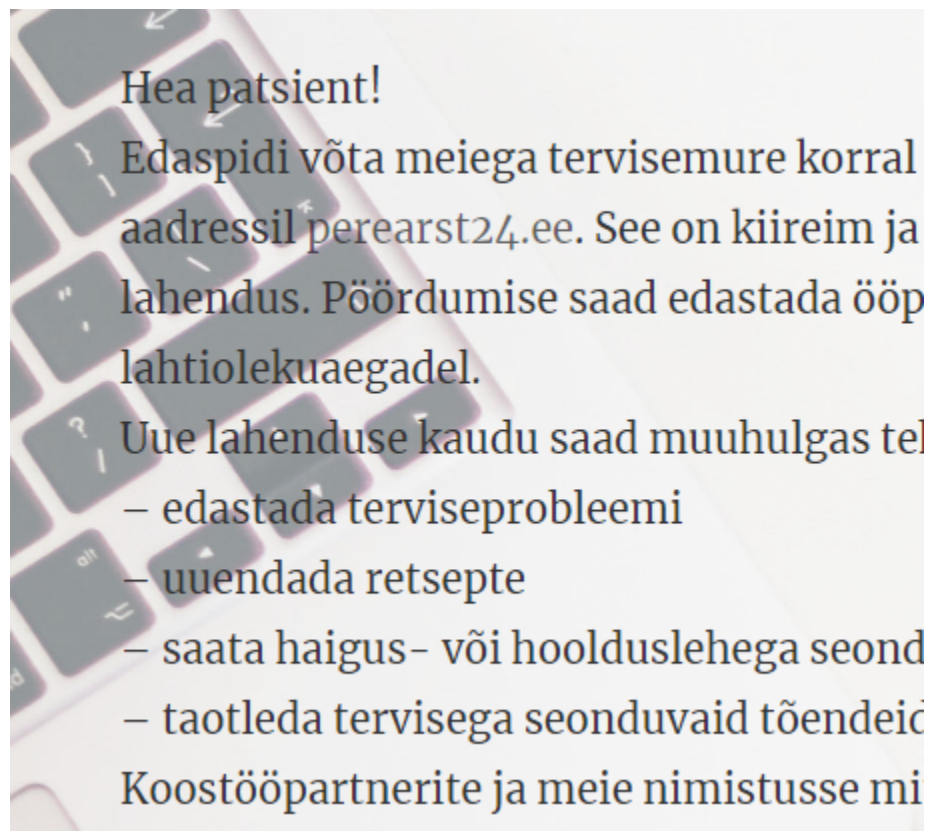 Hea patsient!
Edaspidi võta meiega tervisemure korral
aadressil perearst24.ee. See on kiireim ja
lahendus. Pöördumise saad edastada ööp
lahtiolekuaegadel.
Uue lahenduse kaudu saad muuhulgas tel
– edastada terviseprobleemi
– uuendada retsepte
– saata haigus- või hoolduslehega seond
– taotleda tervisega seonduvaid tõendeid
Koostööpartnerite ja meie nimistusse mi